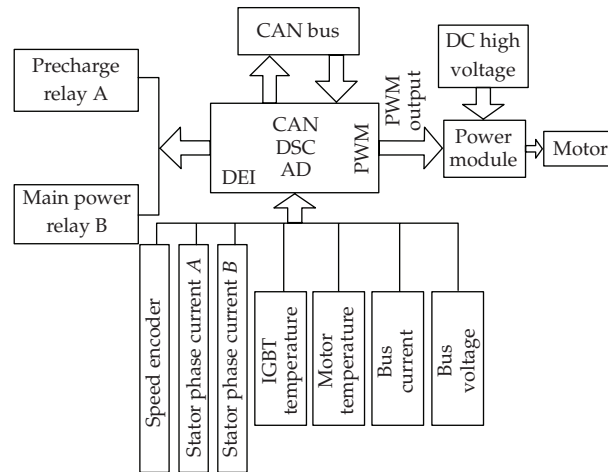 CAN bus
Precharge
relay A
DC high
voltage
PWM
output
CAN
DSC
AD
DEI
PWM
Power
module
Motor
Main power
relay B
Speed encoder
Stator phase current A
Stator phase current B
IGBT
temperature
Motor
temperature
Bus
current
Bus
voltage